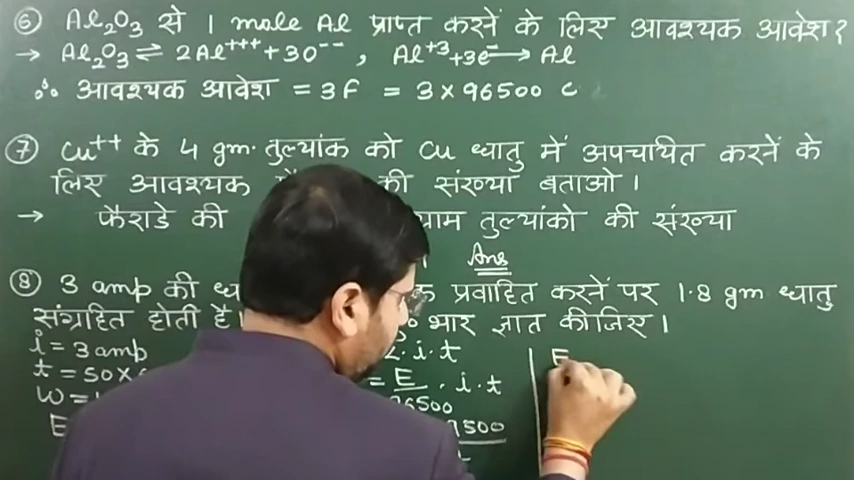 ⑥ Al₂O₃ से 1 mole Al प्राप्त करनें के लिए आवश्यक आवेश?
→ Al₂O₃ ⇌ 2Al⁺⁺⁺ + 3O⁻⁻ , Al⁺³ + 3e⁻ → Al
∴ आवश्यक आवेश = 3F = 3 × 96500 C
⑦ Cu⁺⁺ के 4 gm. तुल्यांक को Cu धातु में अपचायित करनें के
लिए आवश्यक की संख्या बताओ।
→ फैराडे की ग्राम तुल्यांको की संख्या
Ans
⑧ 3 amp की प्रवाहित करनें पर 1.8 gm धातु
संग्रहित होती है। भार ज्ञात कीजिए।
i = 3 amp . i . t
t = 50 × = E/96500 . i . t
W = 9500
E
E